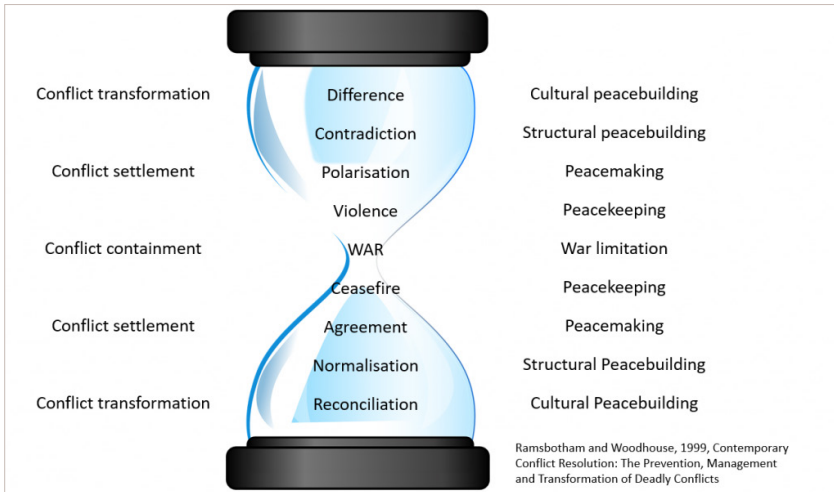 Conflict transformation Difference Cultural peacebuilding
Contradiction Structural peacebuilding
Conflict settlement Polarisation Peacemaking
Violence Peacekeeping
Conflict containment WAR War limitation
Ceasefire Peacekeeping
Conflict settlement Agreement Peacemaking
Normalisation Structural Peacebuilding
Conflict transformation Reconciliation Cultural Peacebuilding
Ramsbotham and Woodhouse, 1999, Contemporary
Conflict Resolution: The Prevention, Management
and Transformation of Deadly Conflicts